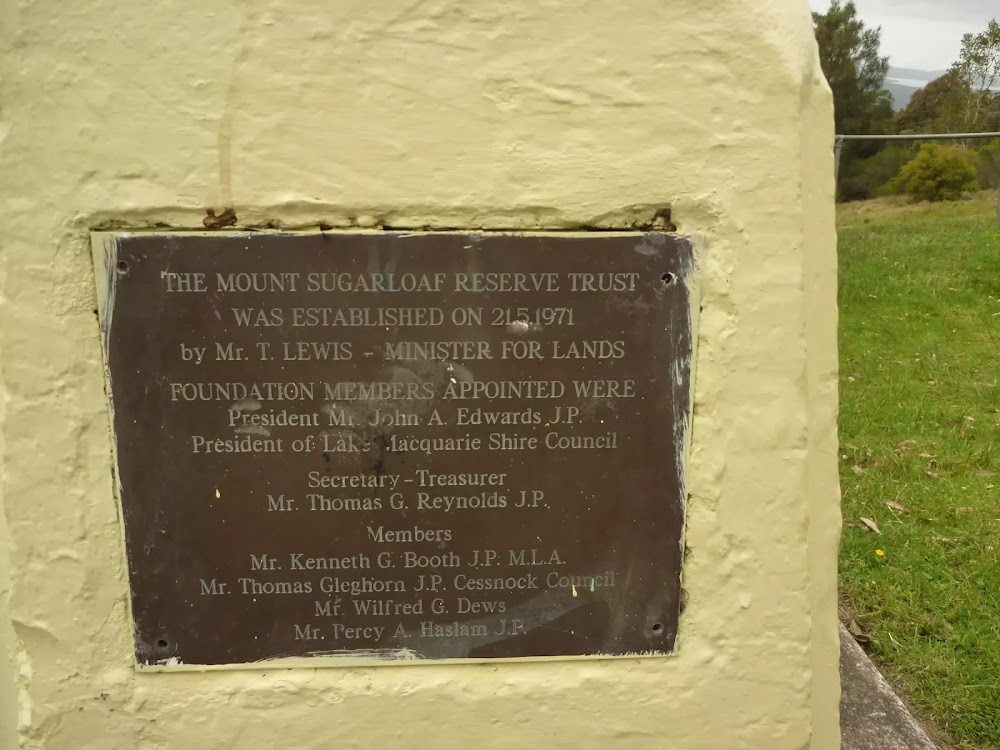 THE MOUNT SUGARLOAF RESERVE TRUST
WAS ESTABLISHED ON 21.5.1971
by Mr. T. LEWIS - MINISTER FOR LANDS
FOUNDATION MEMBERS APPOINTED WERE
President Mr. John A. Edwards J.P.
President of Lake Macquarie Shire Council
Secretary-Treasurer
Mr. Thomas G. Reynolds J.P.
Members
Mr. Kenneth G. Booth J.P. M.L.A.
Mr. Thomas Gleghorn J.P. Cessnock Council
Mr. Wilfred G. Dews
Mr. Percy A. Haslam J.P.